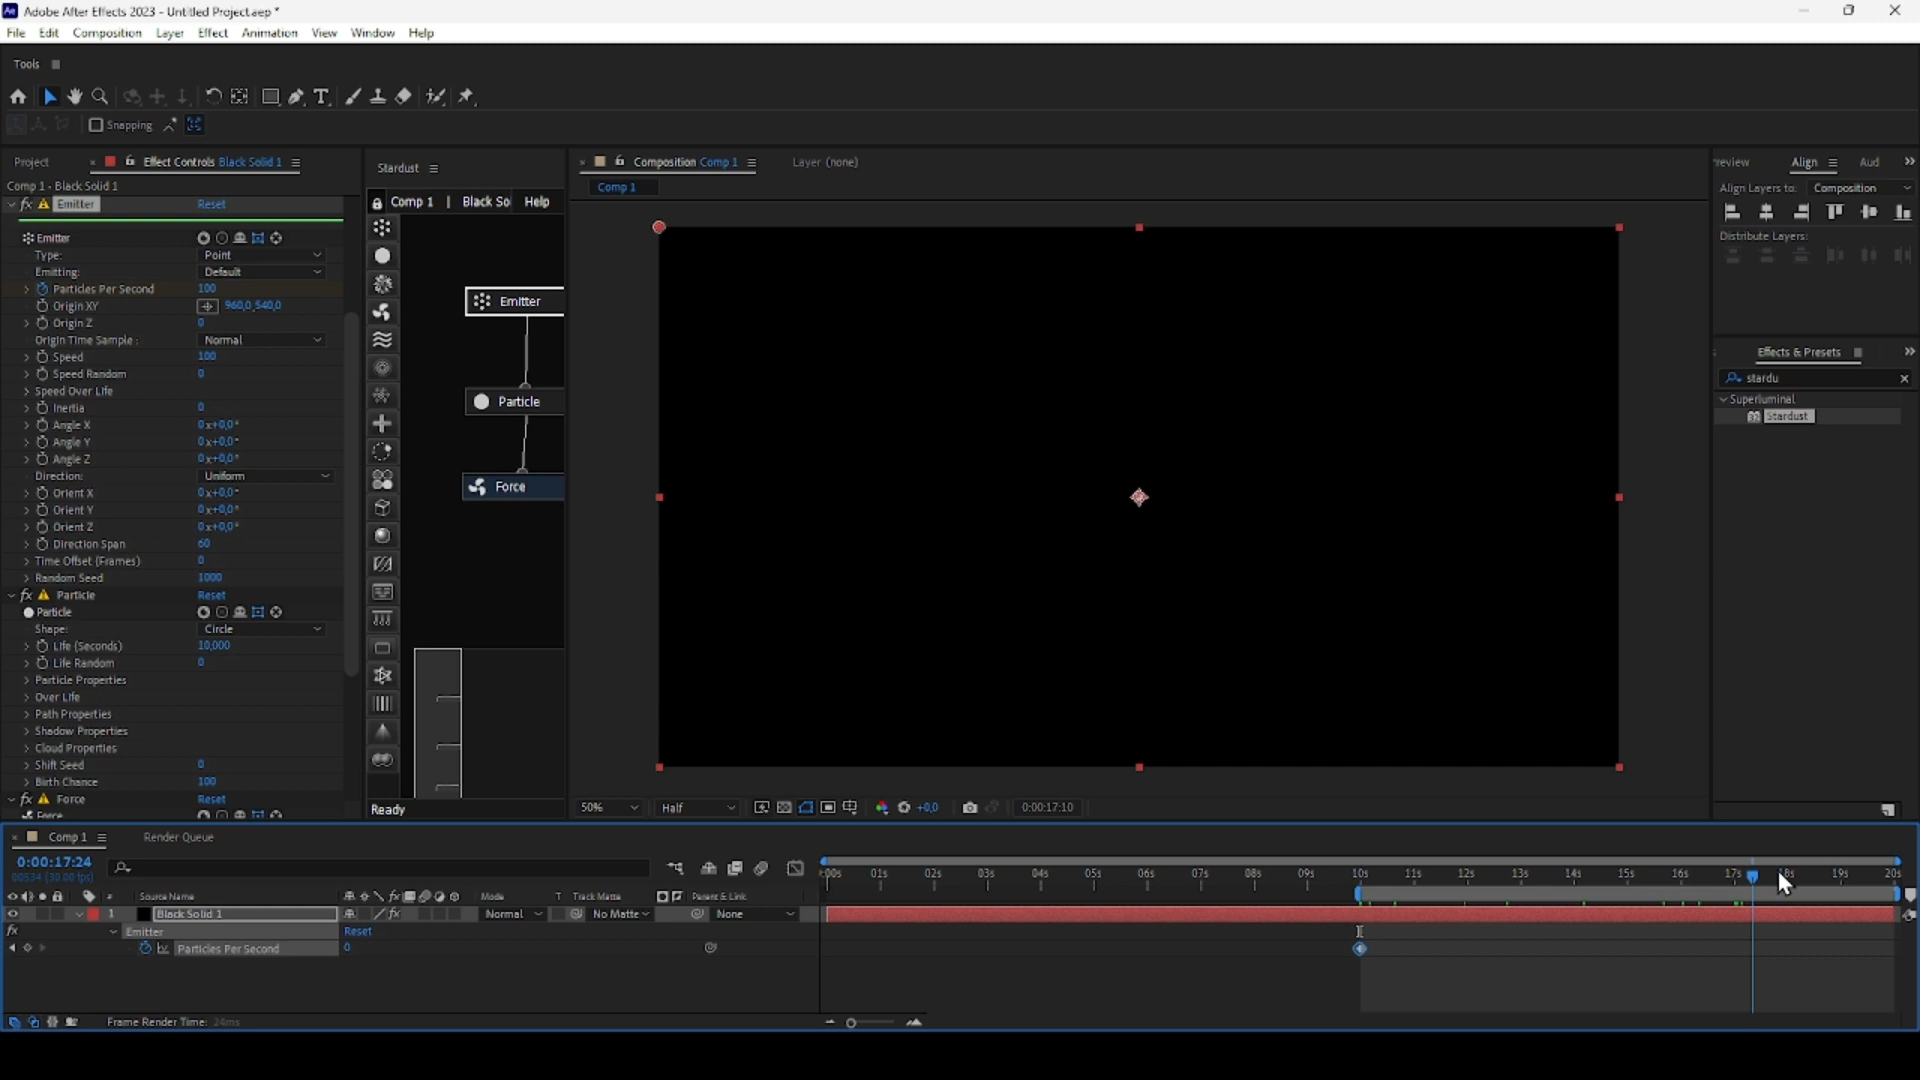 Adobe After Effects 2023 - Untitled Project.aep *
File Edit Composition Layer Effect Animation View Window Help
Tools
Snapping
Project
Effect Controls Black Solid 1
Comp 1 - Black Solid 1
Emitter Reset
Emitter
Type: Point
Emitting: Default
Particles Per Second 100
Origin XY 960,0,540,0
Origin Z 0
Origin Time Sample : Normal
Speed 100
Speed Random 0
Speed Over Life
Inertia 0
Angle X 0x+0,0°
Angle Y 0x+0,0°
Angle Z 0x+0,0°
Direction: Uniform
Orient X 0x+0,0°
Orient Y 0x+0,0°
Orient Z 0x+0,0°
Direction Span 60
Time Offset (Frames) 0
Random Seed 1000
Particle Reset
Particle
Shape: Circle
Life (Seconds) 10,000
Life Random 0
Particle Properties
Over Life
Path Properties
Shadow Properties
Cloud Properties
Shift Seed 0
Birth Chance 100
Force Reset
Force
Stardust
Comp 1 | Black So Help
Emitter
Particle
Force
Ready
Composition Comp 1
Layer (none)
Comp 1
50% Half +0,0 0:00:17:10
review Align Aud
Align Layers to: Composition
Distribute Layers:
Effects & Presets
stardu
Superluminal
Stardust
Comp 1
Render Queue
0:00:17:24
00534 (30.00 fps)
# Source Name Mode T Track Matte Parent & Link
:00s 01s 02s 03s 04s 05s 06s 07s 08s 09s 10s 11s 12s 13s 14s 15s 16s 17s 18s 19s 20s
1 Black Solid 1 Normal No Matte None
Emitter Reset
Particles Per Second 0
Frame Render Time: 24ms